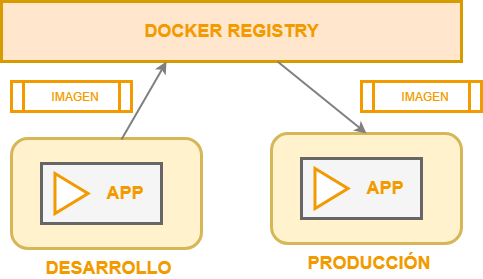 DOCKER REGISTRY
IMAGEN
IMAGEN
APP
APP
DESARROLLO
PRODUCCIÓN